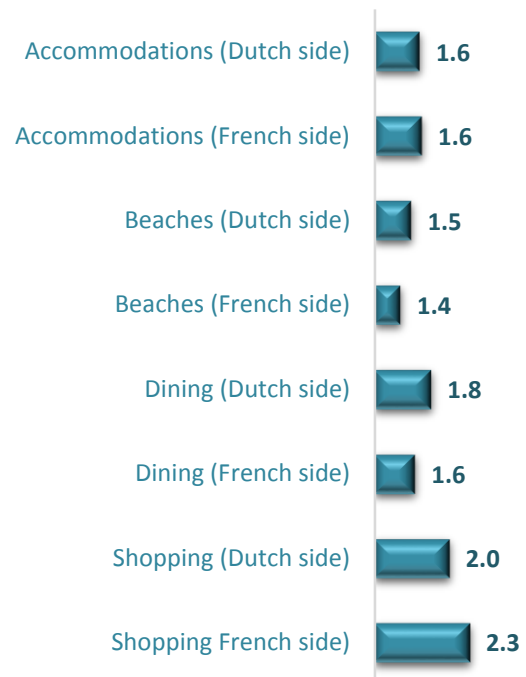 Accommodations (Dutch side) 1.6
Accommodations (French side) 1.6
Beaches (Dutch side) 1.5
Beaches (French side) 1.4
Dining (Dutch side) 1.8
Dining (French side) 1.6
Shopping (Dutch side) 2.0
Shopping French side) 2.3